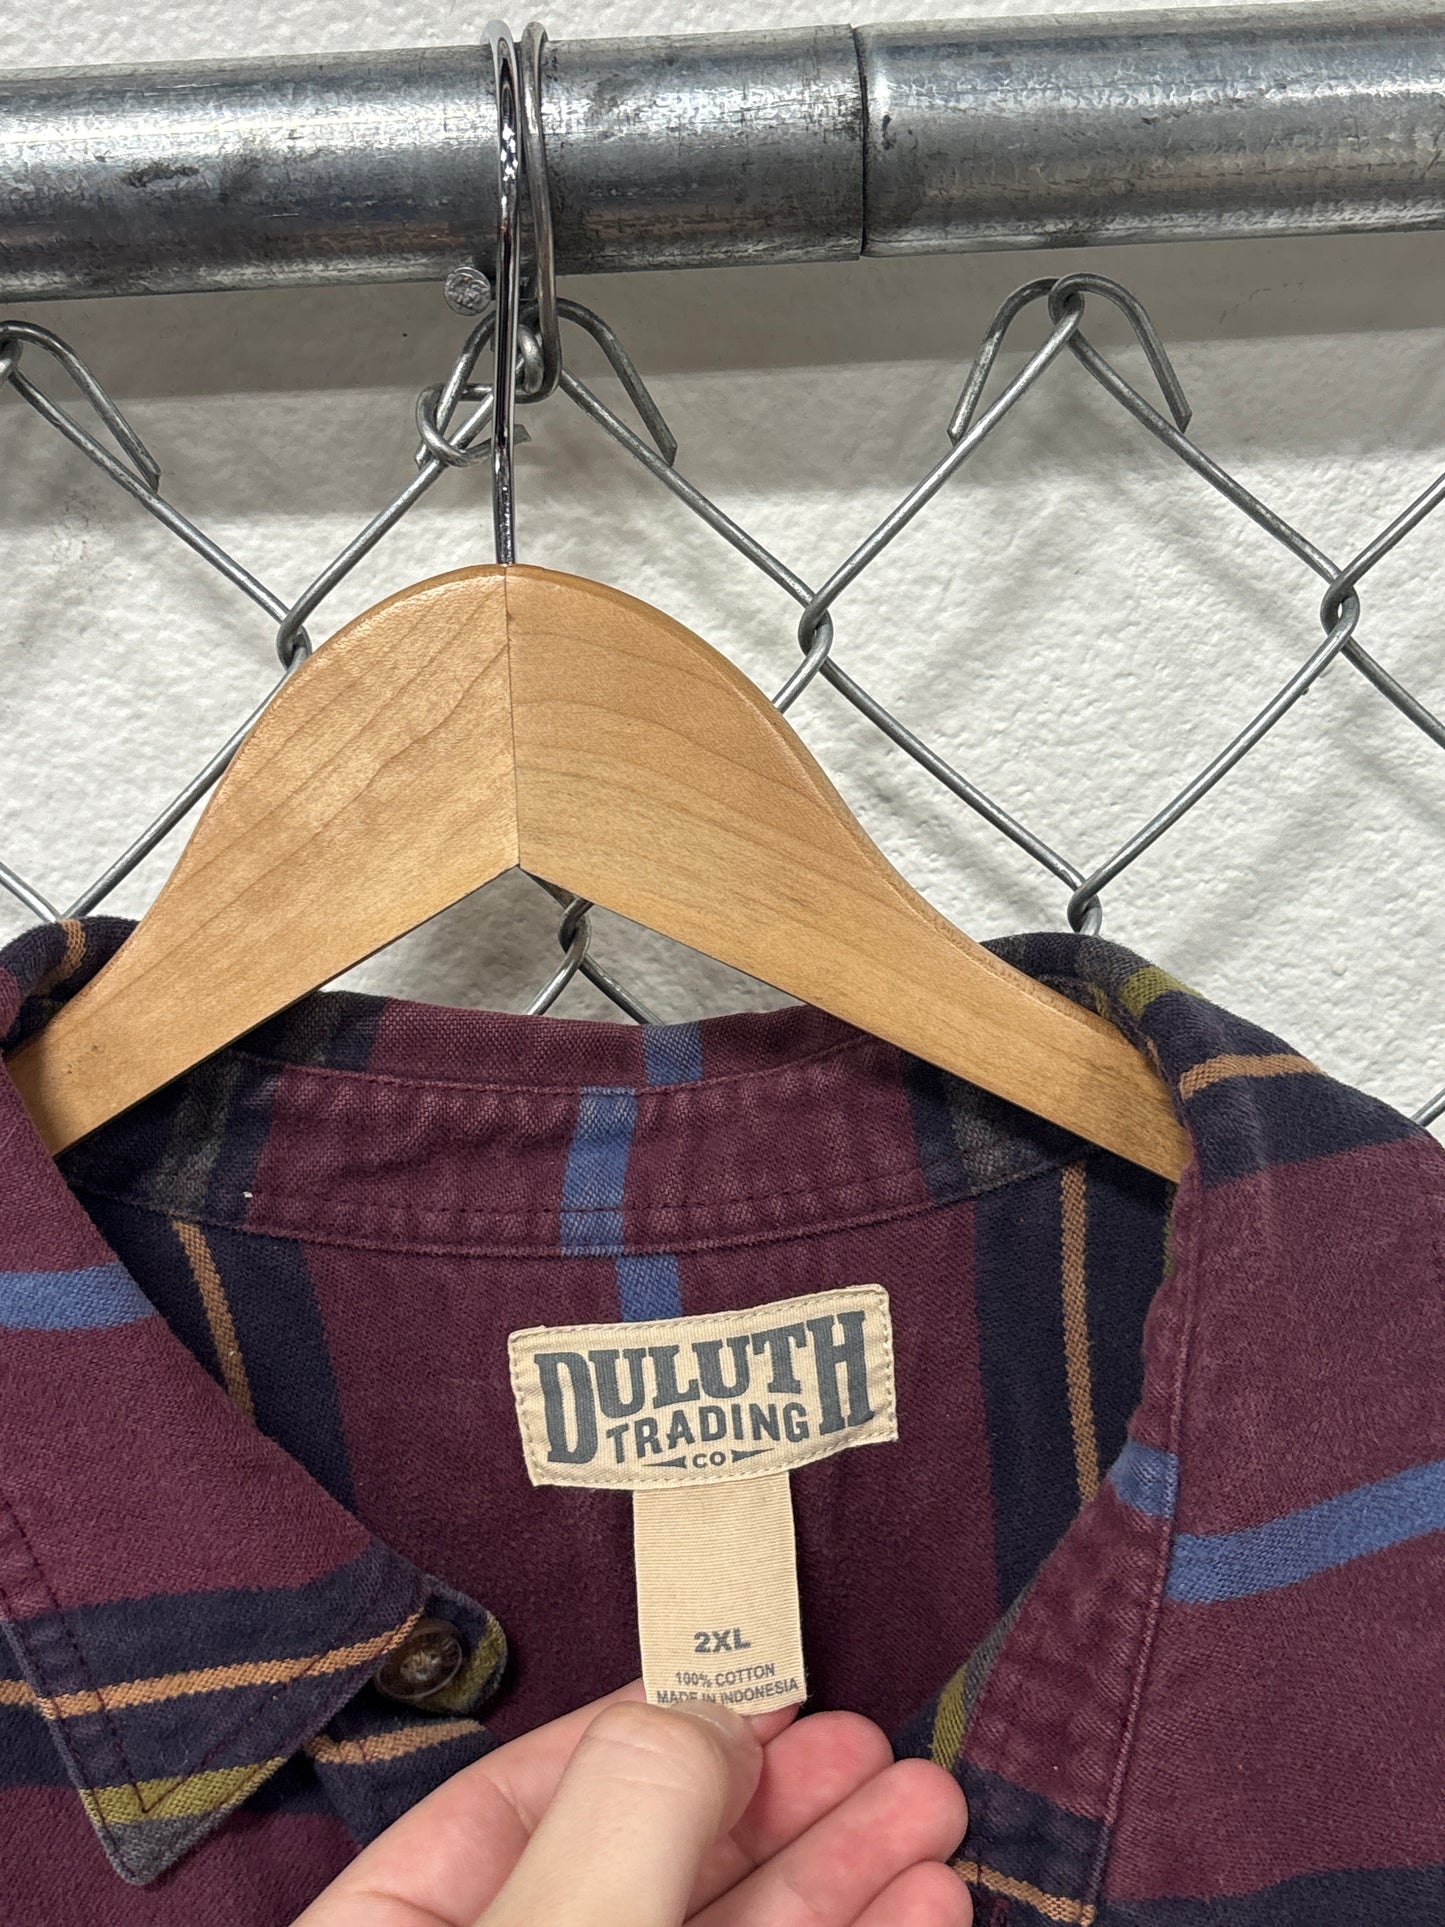 DULUTH
TRADING
CO
2XL
100% COTTON
MADE IN INDONESIA